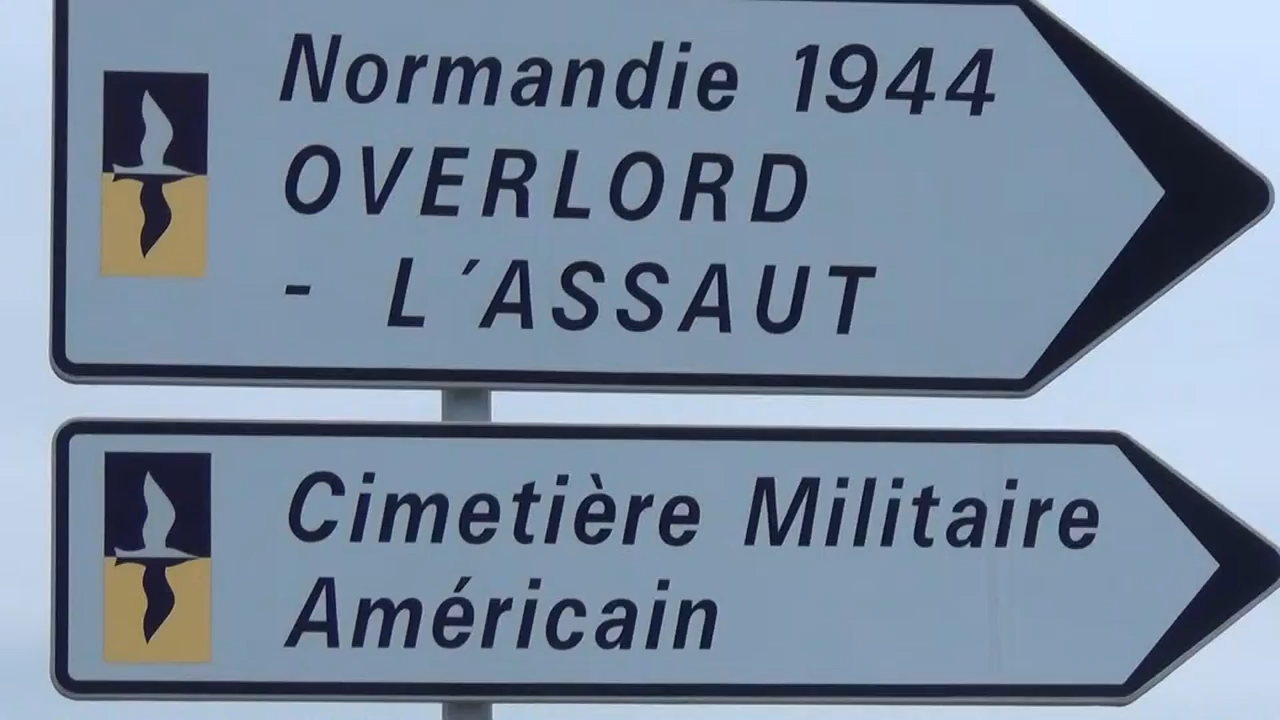 Normandie 1944
OVERLORD
- L'ASSAUT
Cimetière Militaire
Américain